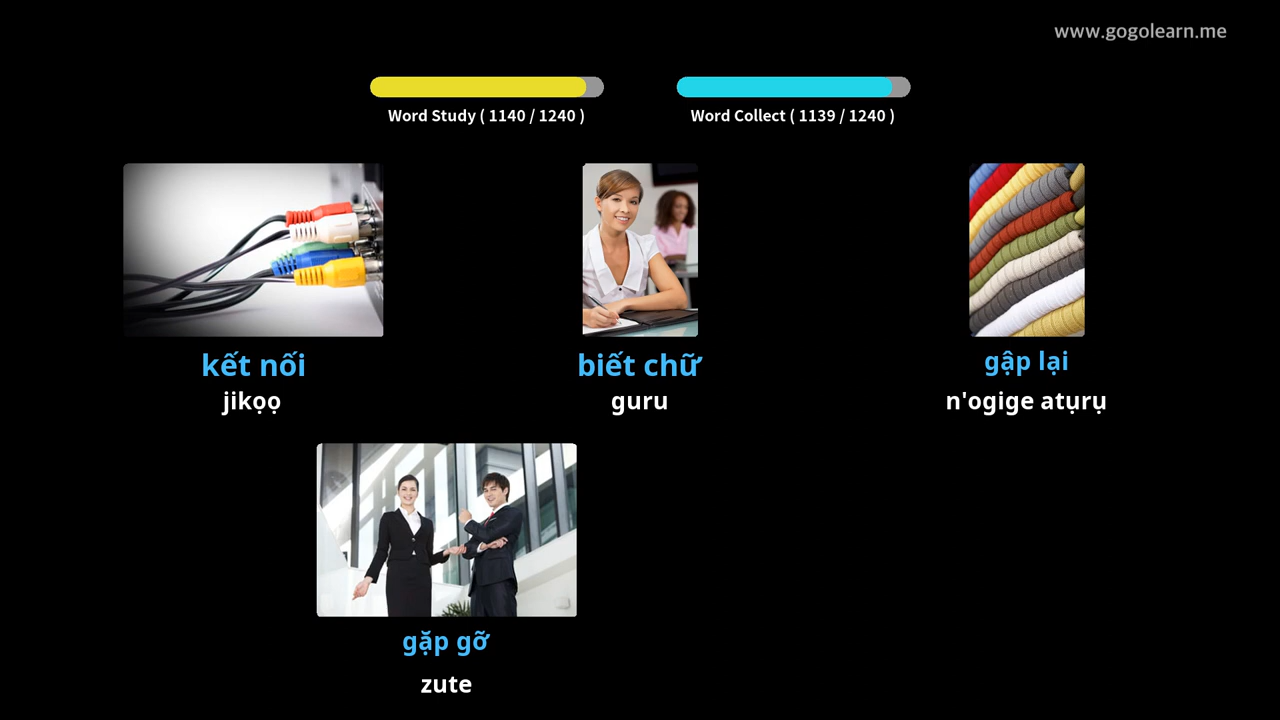 www.gogolearn.me
Word Study ( 1140 / 1240 )
Word Collect ( 1139 / 1240 )
kết nối
jikọọ
biết chữ
guru
gập lại
n'ogige atụrụ
gặp gỡ
zute